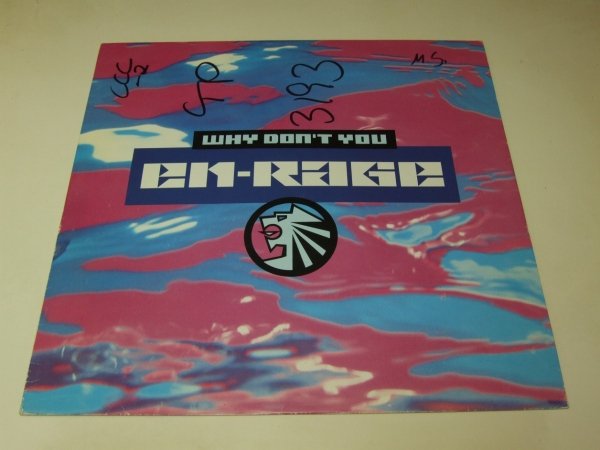 3193
M.S.
WHY DON'T YOU
EN-RAGE